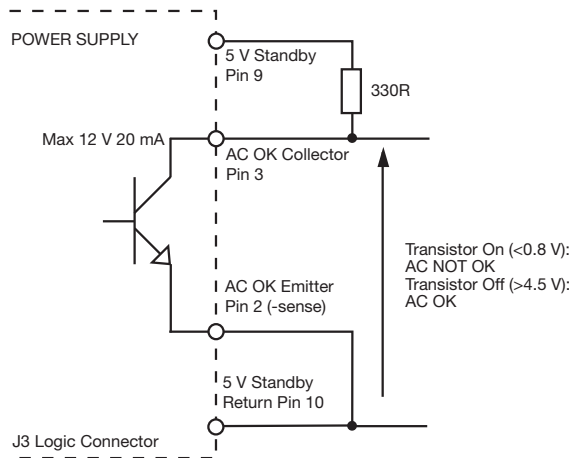 POWER SUPPLY
5 V Standby
Pin 9
330R
Max 12 V 20 mA
AC OK Collector
Pin 3
Transistor On (<0.8 V):
AC NOT OK
Transistor Off (>4.5 V):
AC OK
AC OK Emitter
Pin 2 (-sense)
5 V Standby
Return Pin 10
J3 Logic Connector